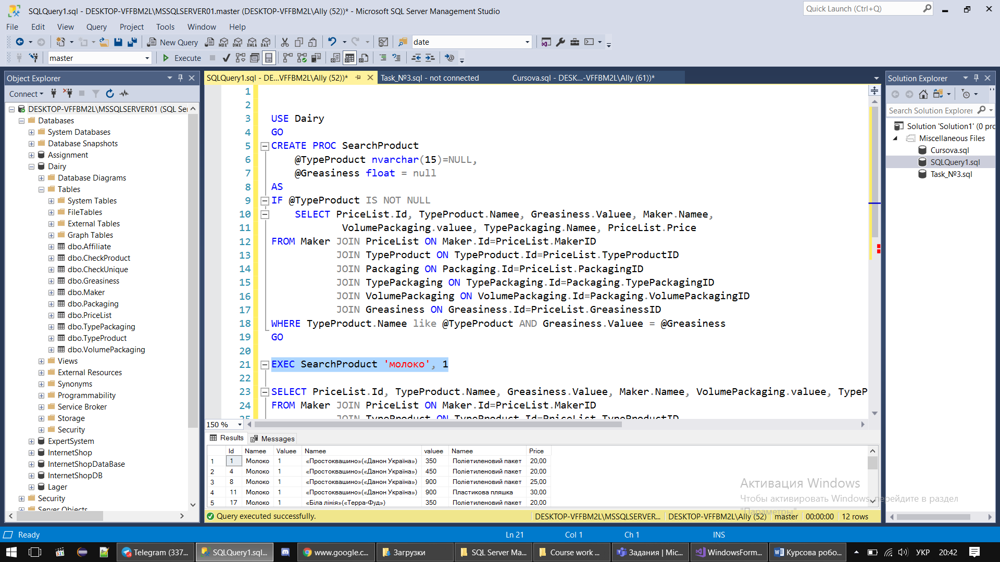 SQLQuery1.sql - DESKTOP-VFFBM2L\MSSQLSERVER01.master (DESKTOP-VFFBM2L\Ally (52))* - Microsoft SQL Server Management Studio
Quick Launch (Ctrl+Q)
File Edit View Query Project Tools Window Help
New Query MDX DMX XMLA DAX date
master Execute
Object Explorer
Connect
DESKTOP-VFFBM2L\MSSQLSERVER01 (SQL Se
Databases
System Databases
Database Snapshots
Assignment
Dairy
Database Diagrams
Tables
System Tables
FileTables
External Tables
Graph Tables
dbo.Affiliate
dbo.CheckProduct
dbo.CheckUnique
dbo.Greasiness
dbo.Maker
dbo.Packaging
dbo.PriceList
dbo.TypePackaging
dbo.TypeProduct
dbo.VolumePackaging
Views
External Resources
Synonyms
Programmability
Service Broker
Storage
Security
ExpertSystem
InternetShop
InternetShopDataBase
InternetShopDB
Lager
Security
Server Objects
SQLQuery1.sql - DE...VFFBM2L\Ally (52))* Task_№3.sql - not connected Cursova.sql - DESK...-VFFBM2L\Ally (61))*
1
2
3 USE Dairy
4 GO
5 CREATE PROC SearchProduct
6 @TypeProduct nvarchar(15)=NULL,
7 @Greasiness float = null
8 AS
9 IF @TypeProduct IS NOT NULL
10 SELECT PriceList.Id, TypeProduct.Namee, Greasiness.Valuee, Maker.Namee,
11 VolumePackaging.valuee, TypePackaging.Namee, PriceList.Price
12 FROM Maker JOIN PriceList ON Maker.Id=PriceList.MakerID
13 JOIN TypeProduct ON TypeProduct.Id=PriceList.TypeProductID
14 JOIN Packaging ON Packaging.Id=PriceList.PackagingID
15 JOIN TypePackaging ON TypePackaging.Id=Packaging.TypePackagingID
16 JOIN VolumePackaging ON VolumePackaging.Id=Packaging.VolumePackagingID
17 JOIN Greasiness ON Greasiness.Id=PriceList.GreasinessID
18 WHERE TypeProduct.Namee like @TypeProduct AND Greasiness.Valuee = @Greasiness
19 GO
20
21 EXEC SearchProduct 'молоко', 1
22
23 SELECT PriceList.Id, TypeProduct.Namee, Greasiness.Valuee, Maker.Namee, VolumePackaging.valuee, TypeP
24 FROM Maker JOIN PriceList ON Maker.Id=PriceList.MakerID
25 JOIN TypeProduct ON TypeProduct.Id=PriceList.TypeProductID
150 %
Results Messages
Id Namee Valuee Namee valuee Namee Price
1 1 Молоко 1 «Простоквашино»(«Данон Україна») 350 Поліетиленовий пакет 20,00
2 4 Молоко 1 «Простоквашино»(«Данон Україна») 450 Поліетиленовий пакет 20,00
3 8 Молоко 1 «Простоквашино»(«Данон Україна») 900 Поліетиленовий пакет 25,00
4 11 Молоко 1 «Простоквашино»(«Данон Україна») 900 Пластикова пляшка 30,00
5 17 Молоко 1 «Біла лінія»(«Терра-Фуд») 350 Поліетиленовий пакет 20,00
Query executed successfully. DESKTOP-VFFBM2L\MSSQLSERVER... DESKTOP-VFFBM2L\Ally (52) master 00:00:00 12 rows
Solution Explorer
Search Solution Explorer
Solution 'Solution1' (0 pro
Miscellaneous Files
Cursova.sql
SQLQuery1.sql
Task_№3.sql
Активация Windows
Чтобы активировать Windows, перейдите в раздел
"Параметры".
Ready Ln 21 Col 1 Ch 1 INS
Telegram (337... SQLQuery1.sql... www.google.c... Загрузки SQL Server Ma... Course work ... Задания | Mic... WindowsForm... Курсова робо... УКР 20:42